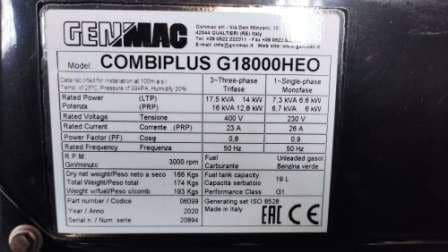 GENMAC
Genmac srl - Via Don Minzoni,
42044 GUALTIERI (RE) Italy
E-mail info@genmac.it
Model: COMBIPLUS G18000HEO
3~Three-phase Trifase 1~Single-phase Monofase
Rated Power (LTP) 17,5 kVA 14 kW 7,3 kVA 6,6 kW
Potenza (PRP) 16 kVA 12,8 kW 6,7 kVA 6 kW
Rated Voltage Tensione 400 V 230 V
Rated Current Corrente (PRP) 23 A 26 A
Power Factor (PF) Cosφ 0,8 0,9
Rated Frequency Frequenza 50 Hz 50 Hz
R.P.M. Giri/minuto: 3000 rpm Fuel Carburante Unleaded gasoline Benzina verde
Dry net weight/Peso netto a secco 166 Kgs Fuel tank capacity Capacita serbatoio 19 L
Total Weight/Peso totale 174 Kgs
Weight w/fuel/Peso s/comb 193 Kgs Performance Class G1
Part number / Codice 06099 Generating set ISO 8528
Year / Anno 2020 Made in Italy
Serial n. / Num. serie 20894
EAC CE